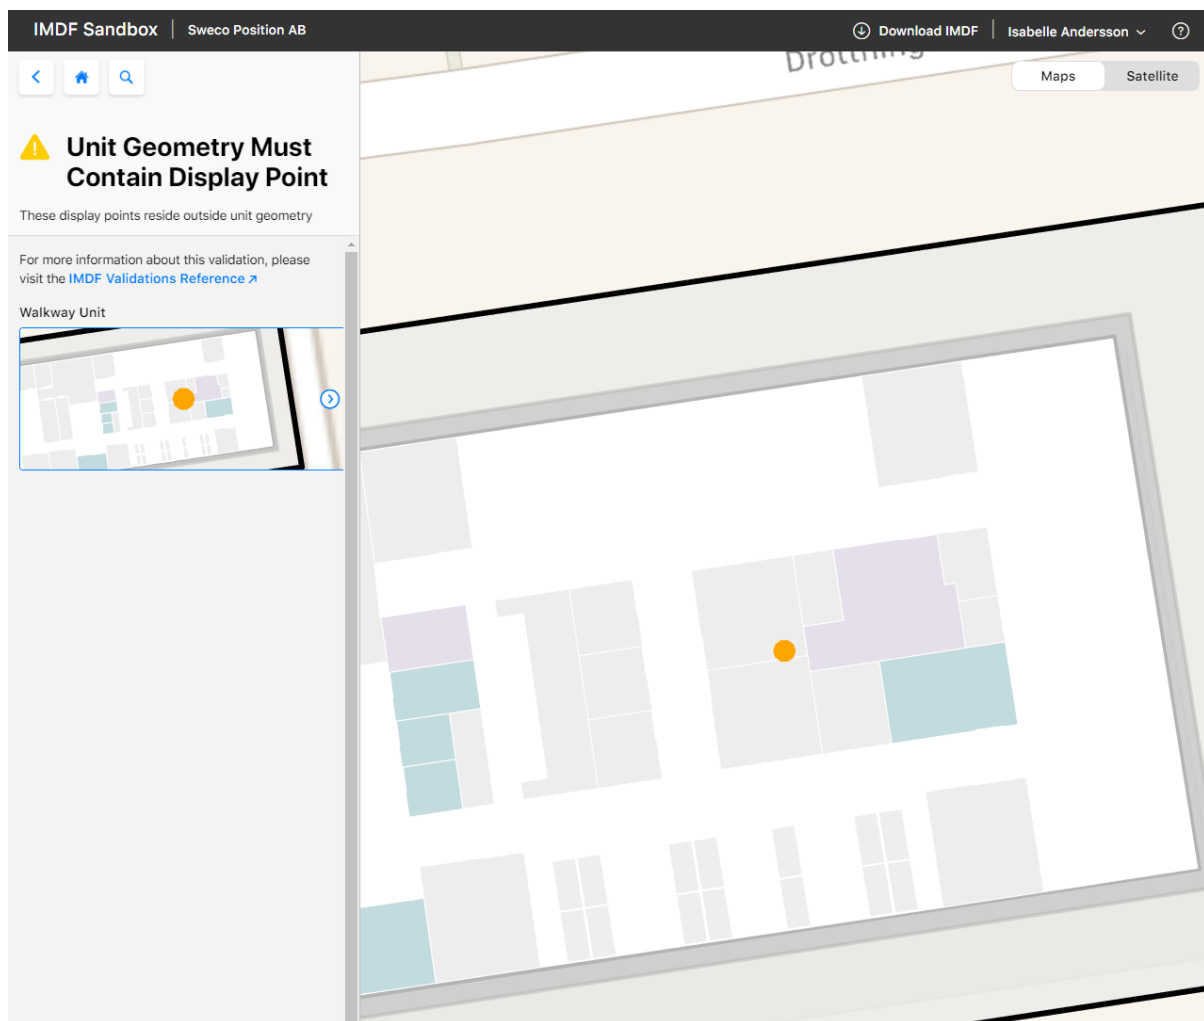 IMDF Sandbox
Sweco Position AB
Download IMDF
Isabelle Andersson
?
Maps
Satellite
Drottning
Unit Geometry Must
Contain Display Point
These display points reside outside unit geometry
For more information about this validation, please
visit the IMDF Validations Reference ↗
Walkway Unit